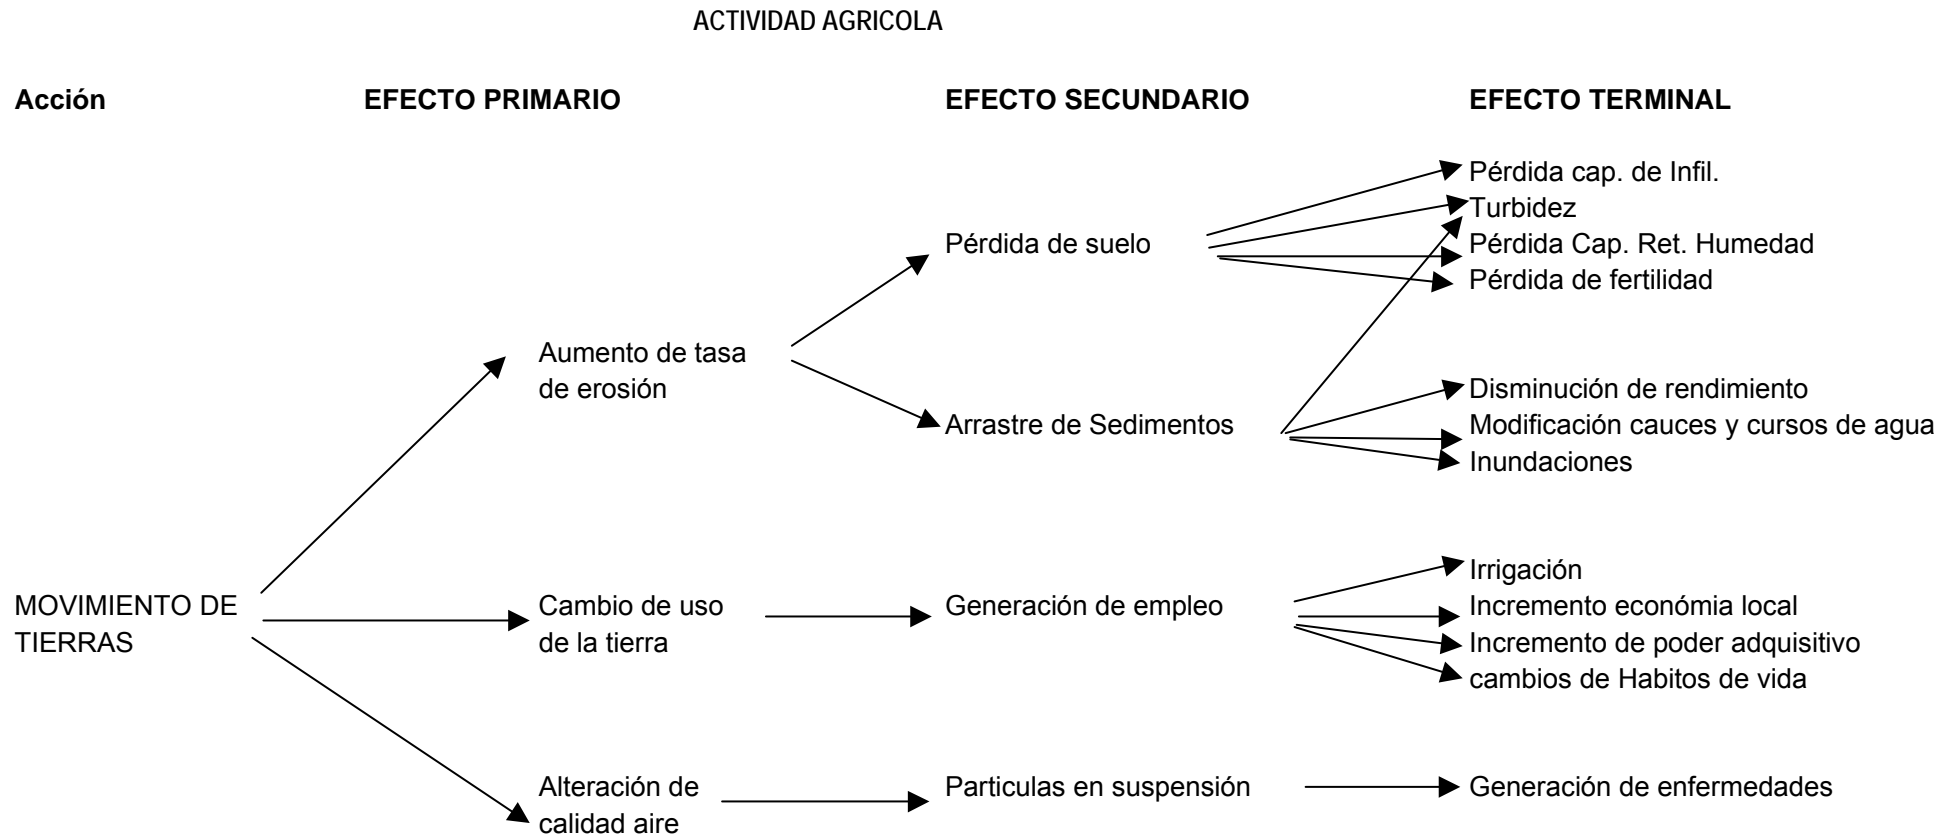 ACTIVIDAD AGRICOLA
Acción EFECTO PRIMARIO EFECTO SECUNDARIO EFECTO TERMINAL
Pérdida cap. de Infil.
Turbidez
Pérdida de suelo Pérdida Cap. Ret. Humedad
Pérdida de fertilidad
Aumento de tasa
de erosión Disminución de rendimiento
Arrastre de Sedimentos Modificación cauces y cursos de agua
Inundaciones
Irrigación
MOVIMIENTO DE Cambio de uso Generación de empleo Incremento económia local
TIERRAS de la tierra Incremento de poder adquisitivo
cambios de Habitos de vida
Alteración de Particulas en suspensión Generación de enfermedades
calidad aire